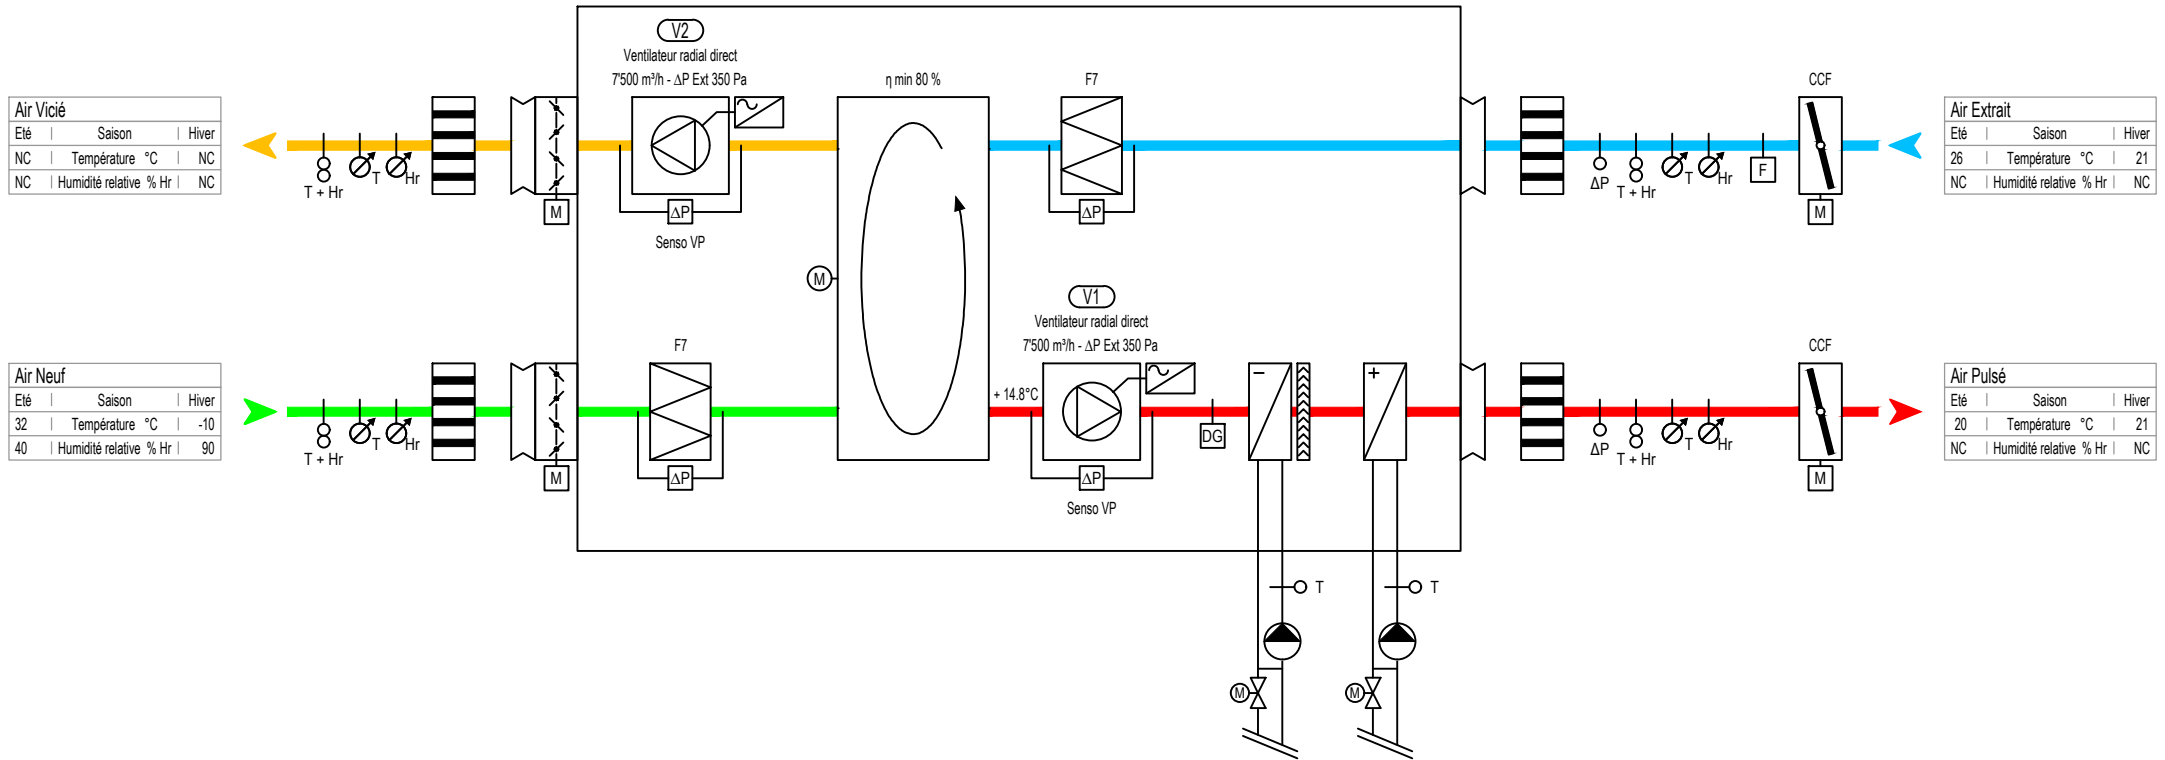 V2
Ventilateur radial direct
7'500 m³/h - ΔP Ext 350 Pa
η min 80 %
F7
CCF
Air Vicié
Eté | Saison | Hiver
NC | Température °C | NC
NC | Humidité relative % Hr | NC
T + Hr
T
Hr
M
ΔP
Senso VP
ΔP
ΔP
T + Hr
T
Hr
F
M
Air Extrait
Eté | Saison | Hiver
26 | Température °C | 21
NC | Humidité relative % Hr | NC
M
V1
Ventilateur radial direct
7'500 m³/h - ΔP Ext 350 Pa
F7
CCF
Air Neuf
Eté | Saison | Hiver
32 | Température °C | -10
40 | Humidité relative % Hr | 90
T + Hr
T
Hr
M
ΔP
+ 14.8°C
ΔP
Senso VP
DG
−
+
ΔP
T + Hr
T
Hr
M
Air Pulsé
Eté | Saison | Hiver
20 | Température °C | 21
NC | Humidité relative % Hr | NC
T
T
M
M